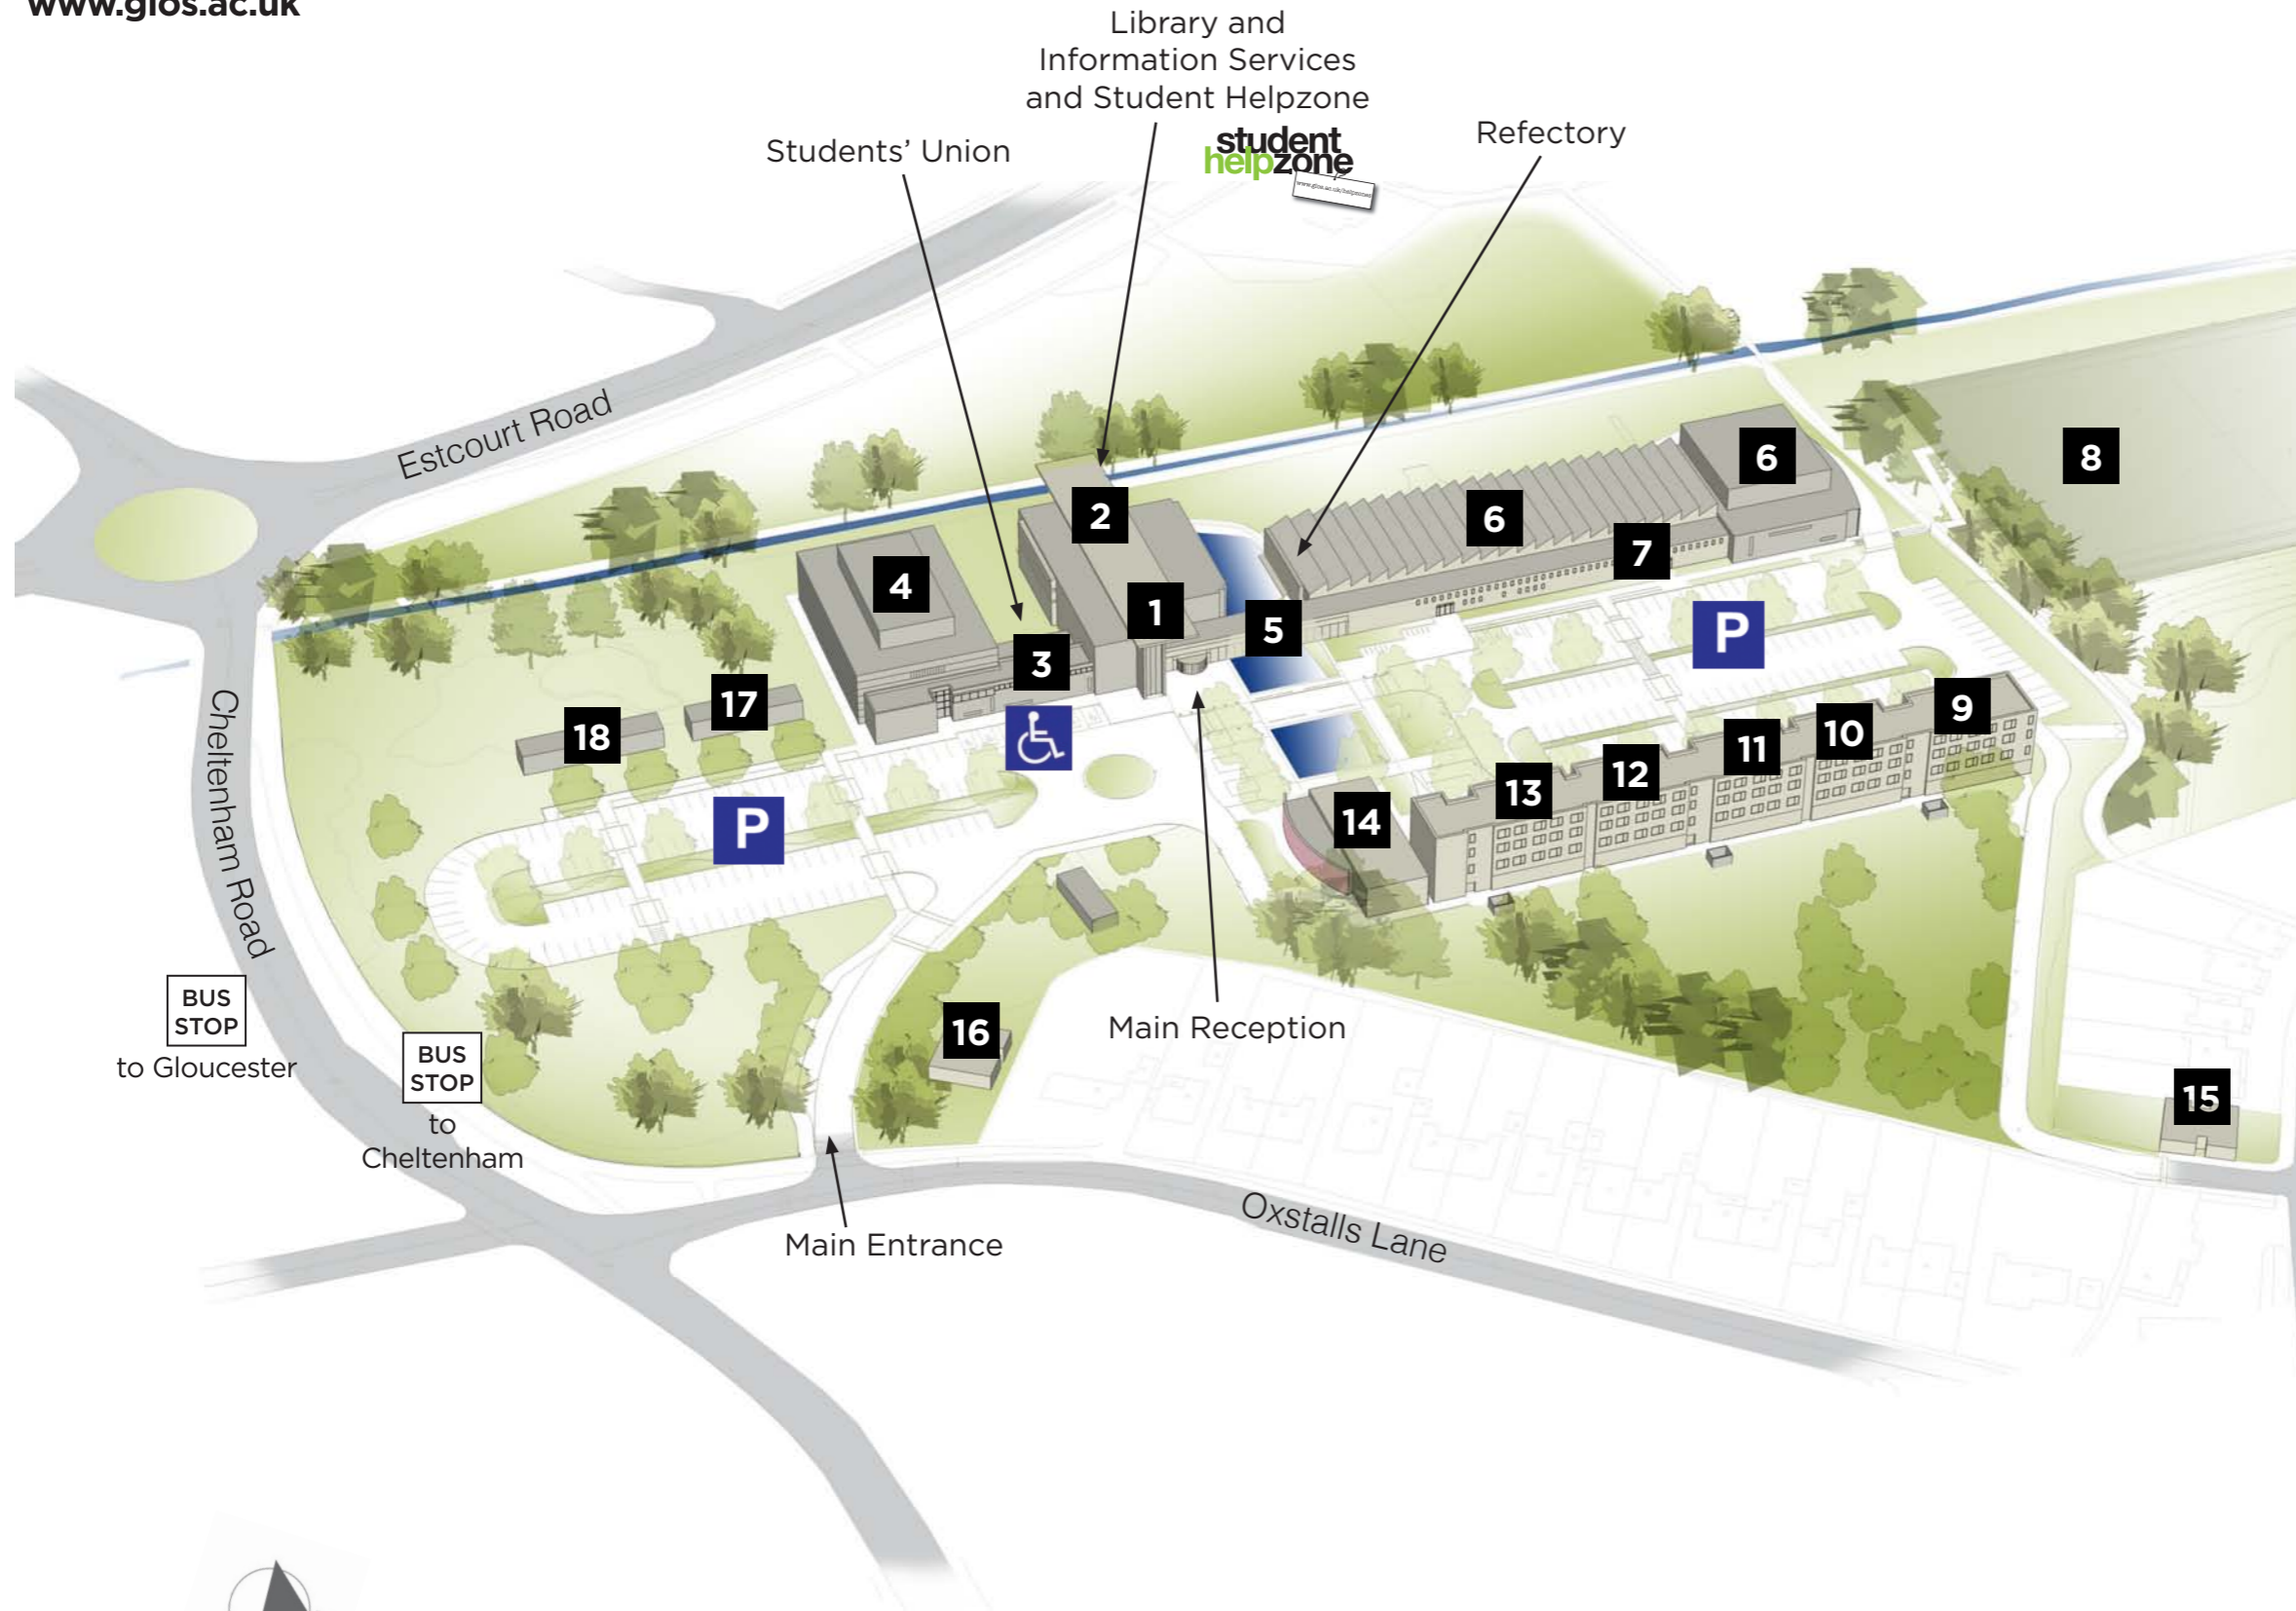 www.glos.ac.uk
Library and
Information Services
and Student Helpzone
student
helpzone
Students' Union
Refectory
Estcourt Road
6
8
2
6
7
4
1
5
3
P
17
18
9
10
11
12
13
14
P
Cheltenham Road
BUS
STOP
to Gloucester
BUS
STOP
to
Cheltenham
16
Main Reception
15
Main Entrance
Oxstalls Lane